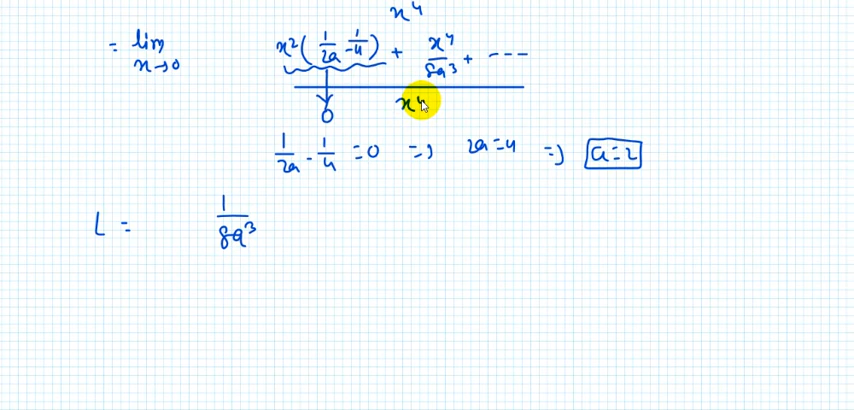 x⁴
= lim x→0 x²(1/2a - 1/4) + x⁴/8a³ + ---
x⁴
0
1/2a - 1/4 = 0 ⇒ 2a = 4 ⇒ a = 2
L = 1/8a³